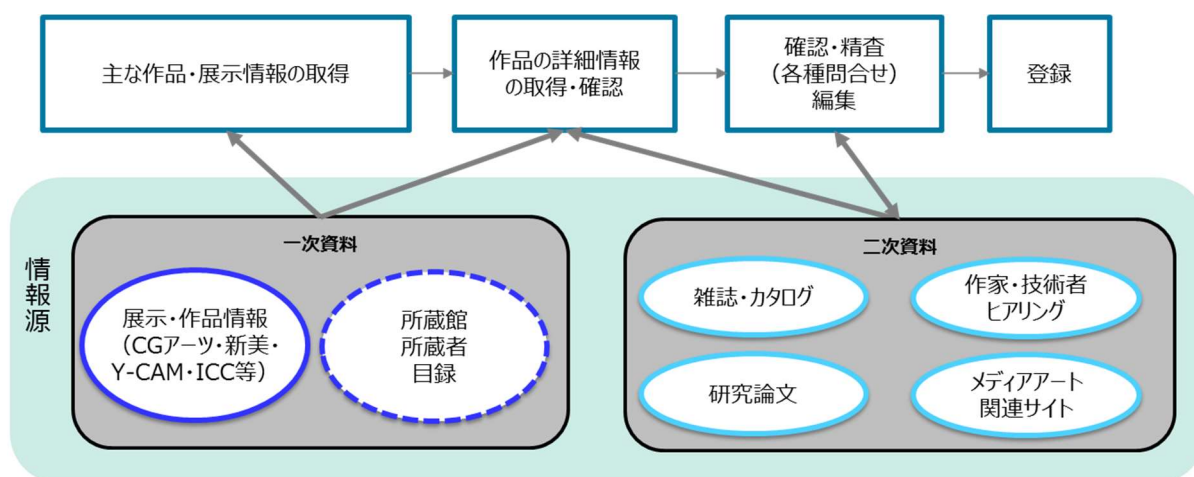 主な作品・展示情報の取得
作品の詳細情報
の取得・確認
確認・精査
（各種問合せ）
編集
登録
情報源
一次資料
展示・作品情報
（CGアーツ・新美・
Y-CAM・ICC等）
所蔵館
所蔵者
目録
二次資料
雑誌・カタログ
作家・技術者
ヒアリング
研究論文
メディアアート
関連サイト